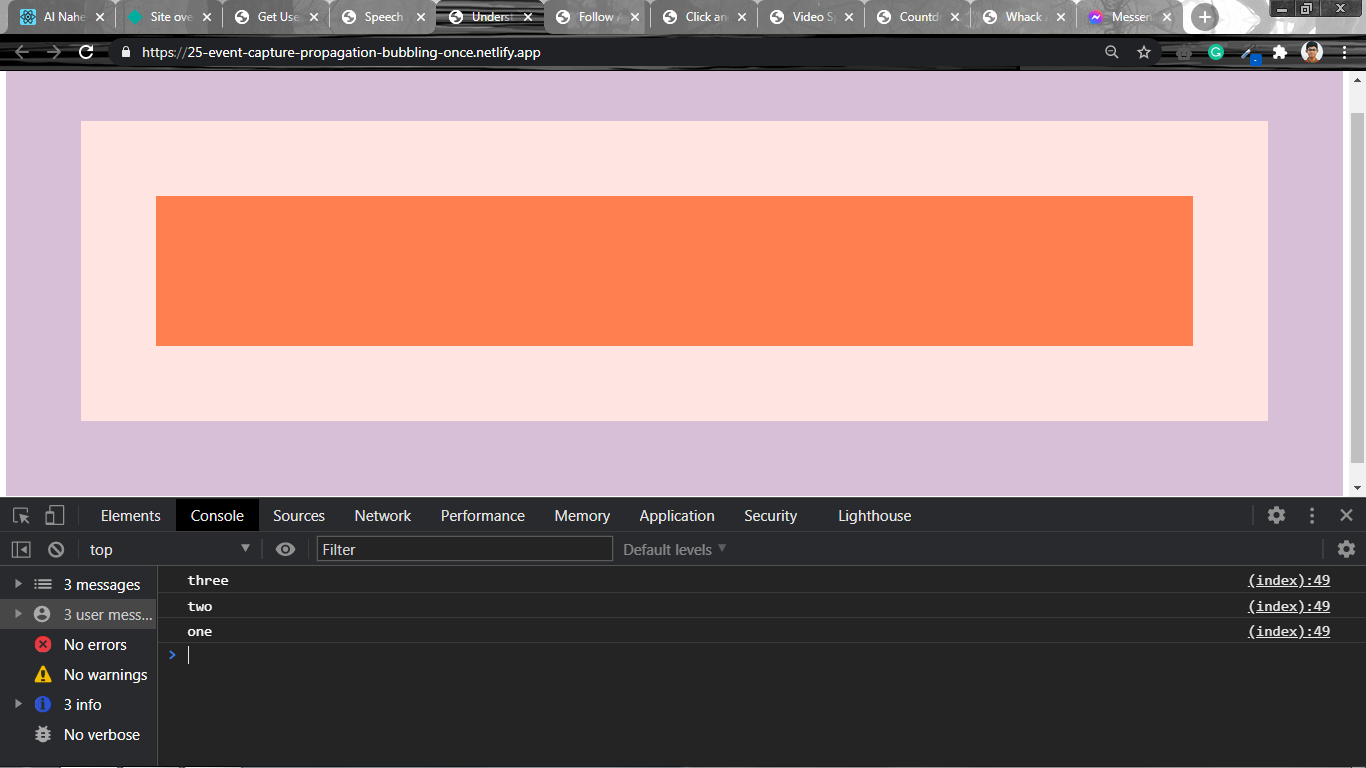 AI Nahe
Site ove
Get Use
Speech
Underst
Follow A
Click an
Video Sp
Countd
Whack A
Messen
https://25-event-capture-propagation-bubbling-once.netlify.app
Elements Console Sources Network Performance Memory Application Security Lighthouse
top Filter Default levels
3 messages
3 user mess...
No errors
No warnings
3 info
No verbose
three (index):49
two (index):49
one (index):49
>